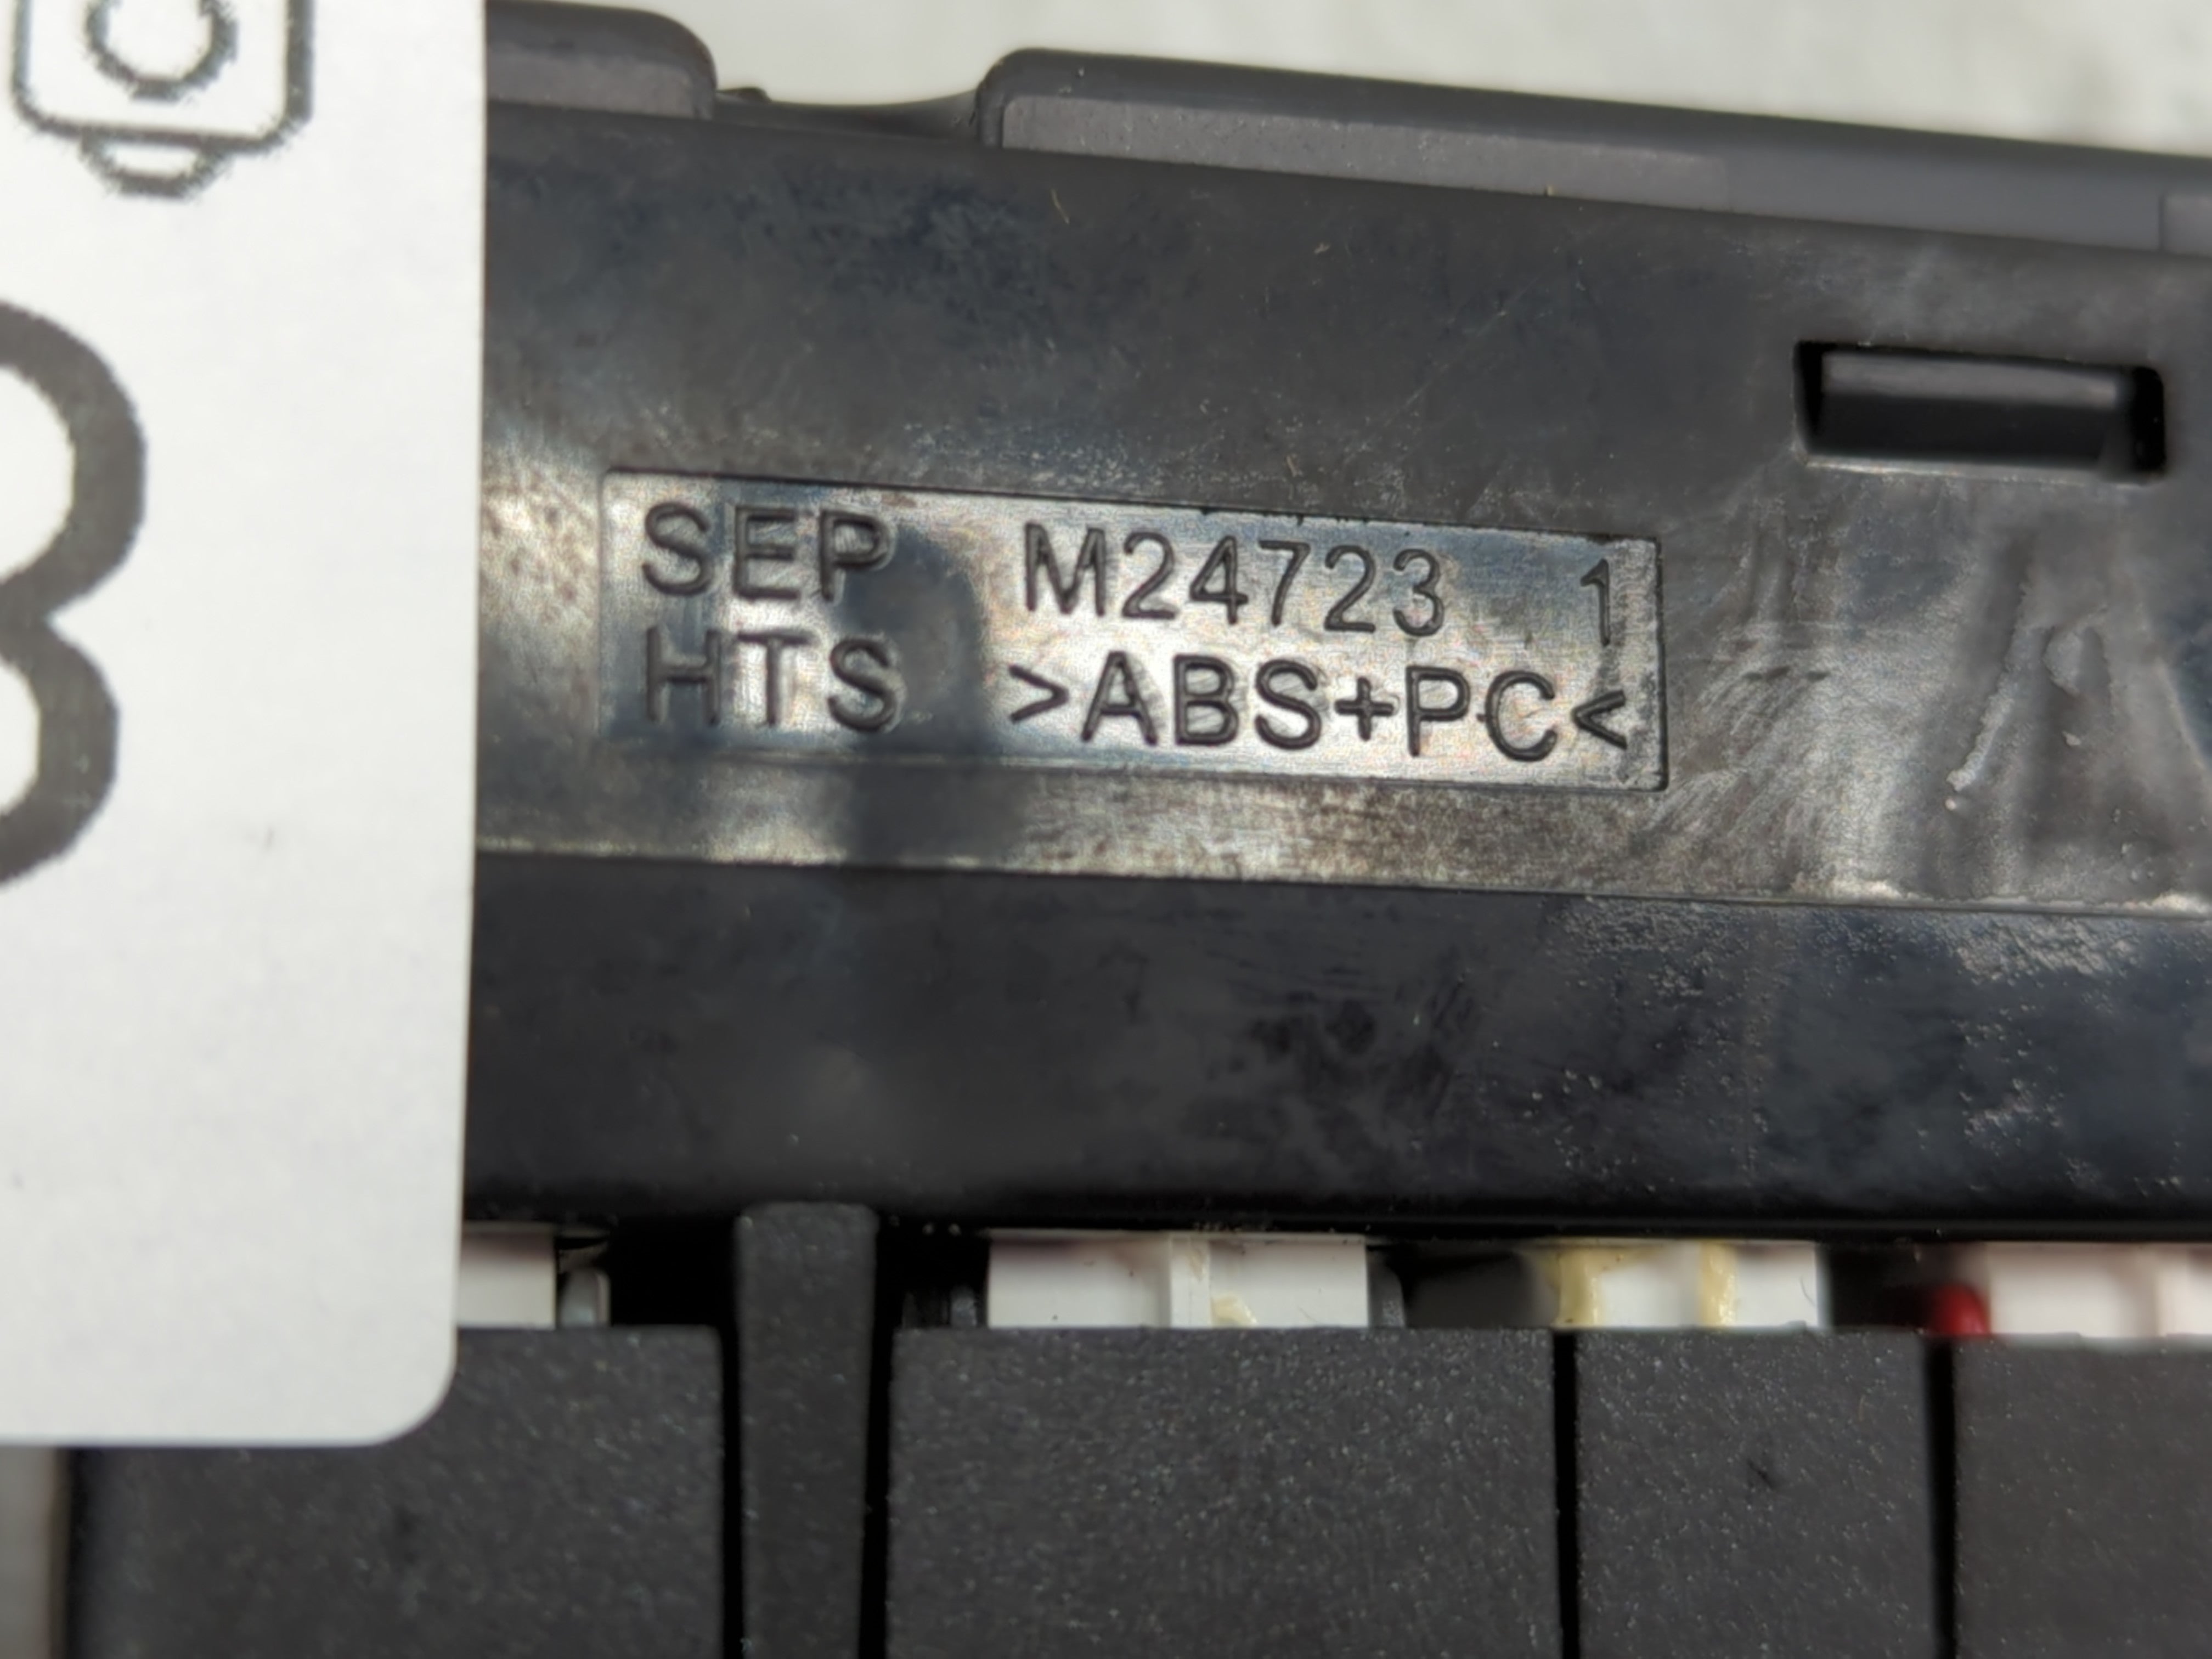 SEP M24723 1
HTS >ABS+PC<